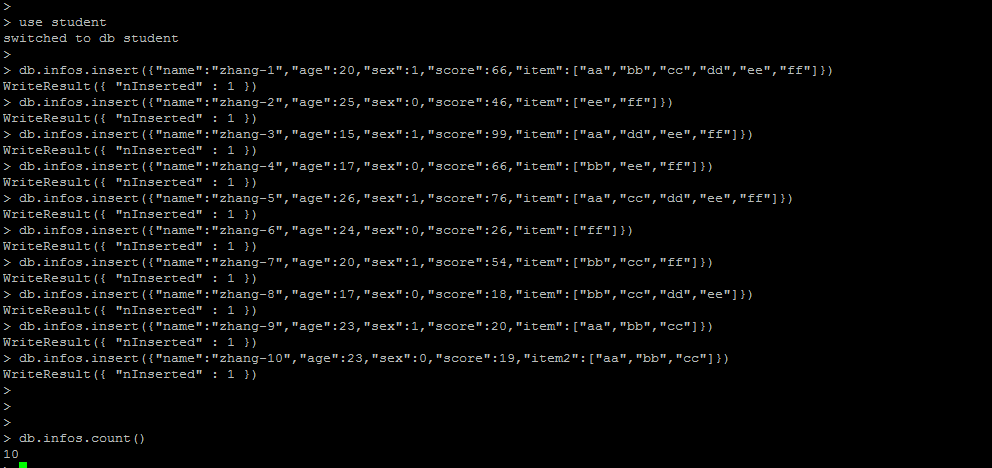 >
> use student
switched to db student
>
> db.infos.insert({"name":"zhang-1","age":20,"sex":1,"score":66,"item":["aa","bb","cc","dd","ee","ff"]})
WriteResult({ "nInserted" : 1 })
> db.infos.insert({"name":"zhang-2","age":25,"sex":0,"score":46,"item":["ee","ff"]})
WriteResult({ "nInserted" : 1 })
> db.infos.insert({"name":"zhang-3","age":15,"sex":1,"score":99,"item":["aa","dd","ee","ff"]})
WriteResult({ "nInserted" : 1 })
> db.infos.insert({"name":"zhang-4","age":17,"sex":0,"score":66,"item":["bb","ee","ff"]})
WriteResult({ "nInserted" : 1 })
> db.infos.insert({"name":"zhang-5","age":26,"sex":1,"score":76,"item":["aa","cc","dd","ee","ff"]})
WriteResult({ "nInserted" : 1 })
> db.infos.insert({"name":"zhang-6","age":24,"sex":0,"score":26,"item":["ff"]})
WriteResult({ "nInserted" : 1 })
> db.infos.insert({"name":"zhang-7","age":20,"sex":1,"score":54,"item":["bb","cc","ff"]})
WriteResult({ "nInserted" : 1 })
> db.infos.insert({"name":"zhang-8","age":17,"sex":0,"score":18,"item":["bb","cc","dd","ee"]})
WriteResult({ "nInserted" : 1 })
> db.infos.insert({"name":"zhang-9","age":23,"sex":1,"score":20,"item":["aa","bb","cc"]})
WriteResult({ "nInserted" : 1 })
> db.infos.insert({"name":"zhang-10","age":23,"sex":0,"score":19,"item2":["aa","bb","cc"]})
WriteResult({ "nInserted" : 1 })
>
>
>
> db.infos.count()
10
>